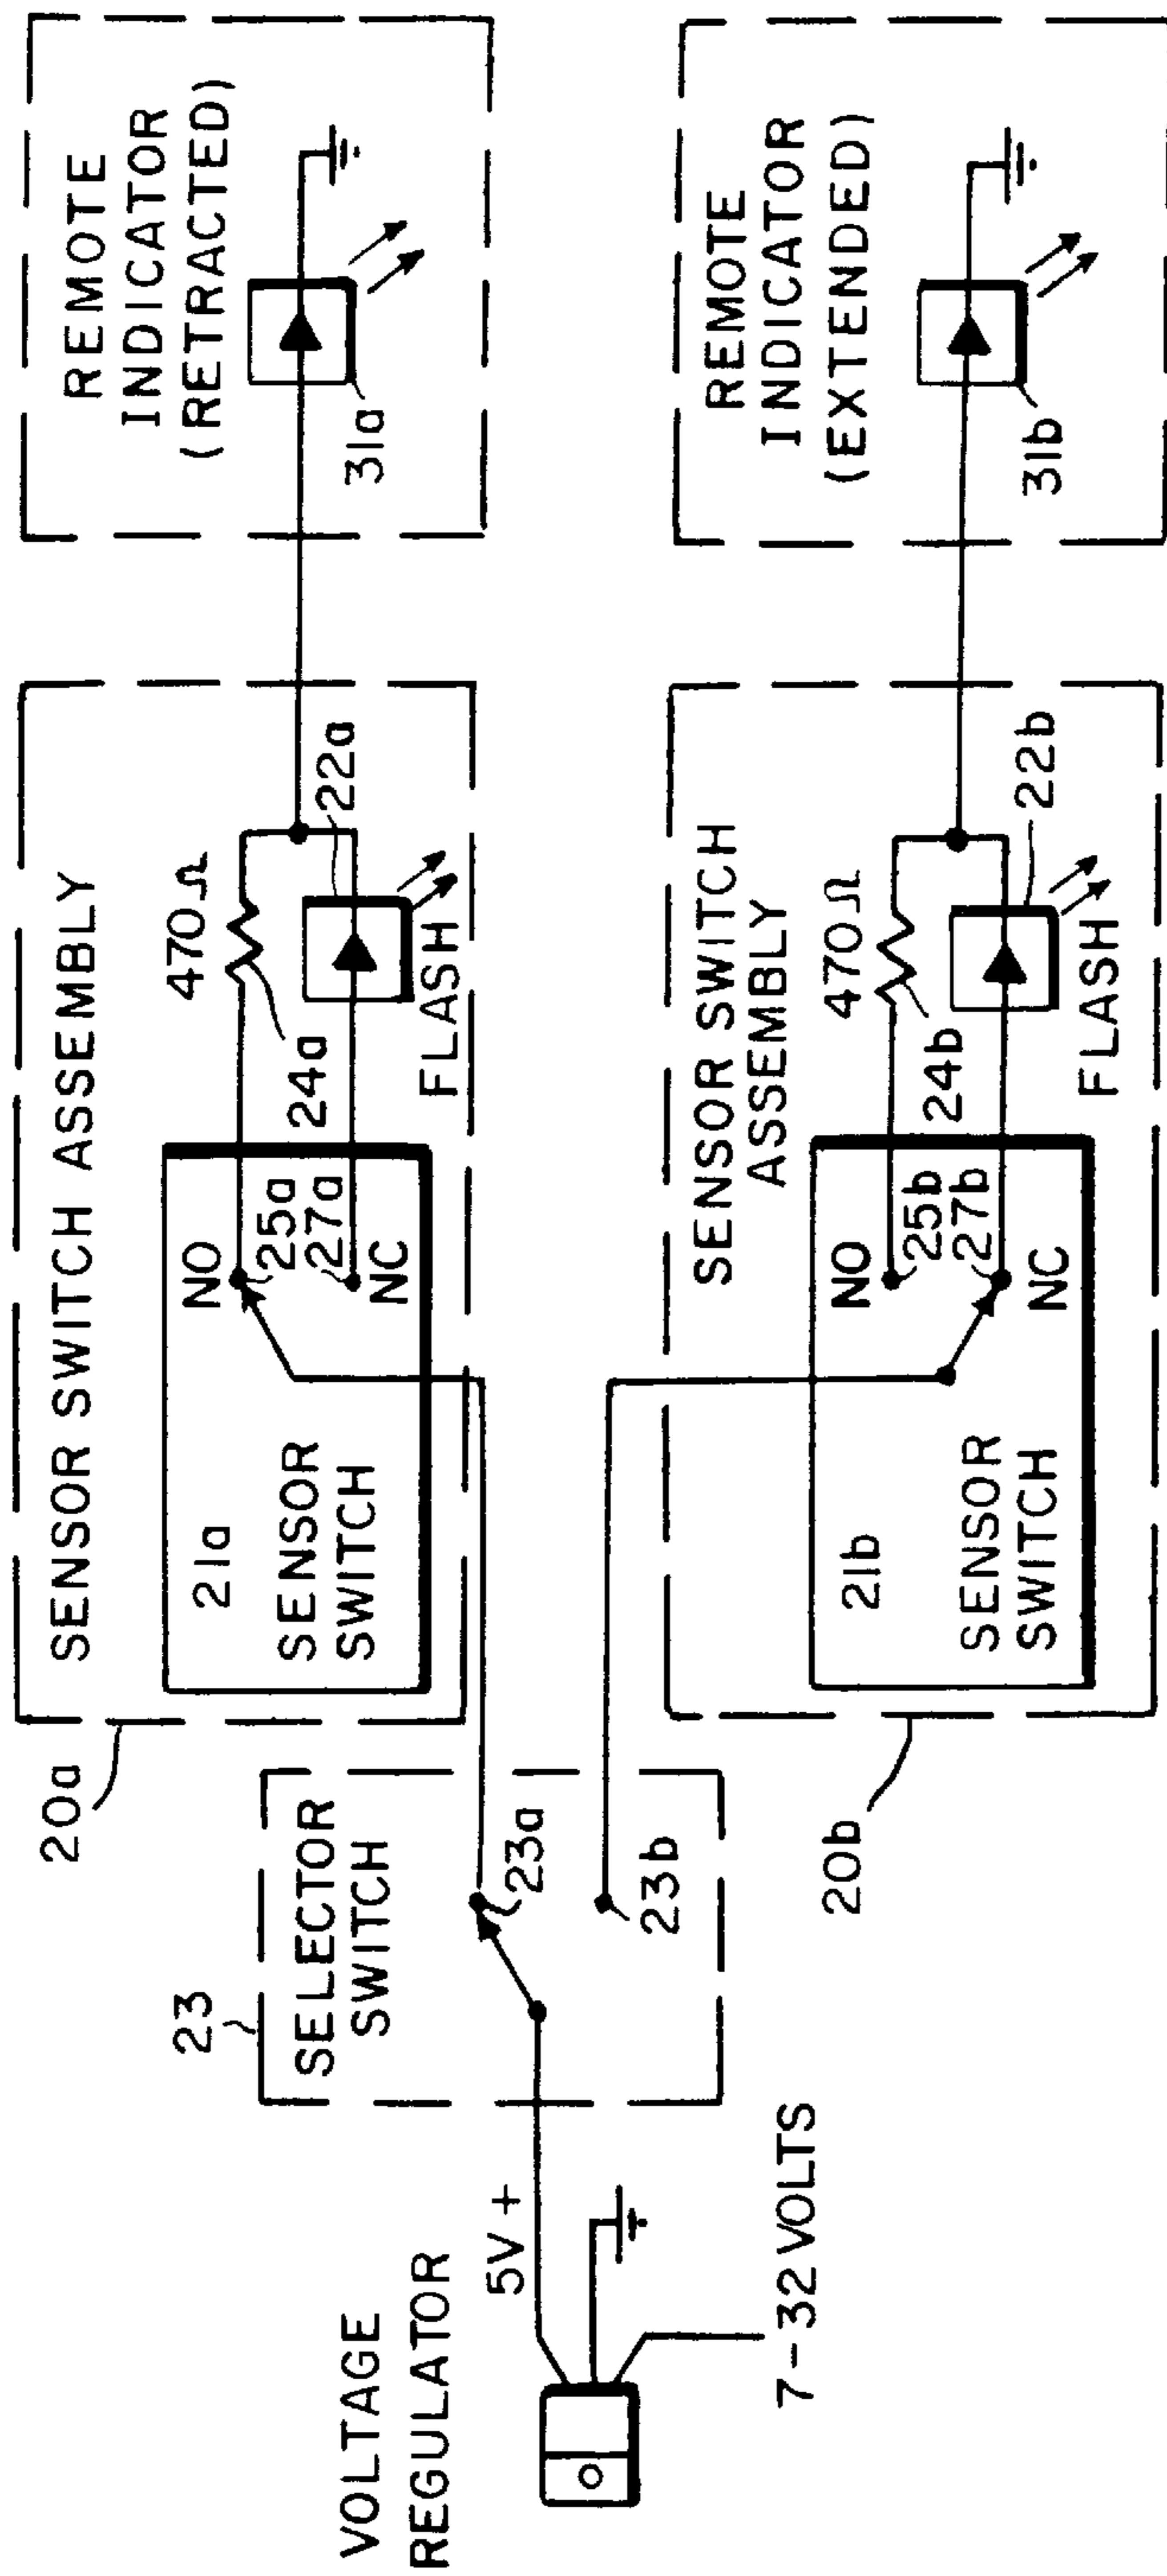 VOLTAGE
REGULATOR
5V +
7-32 VOLTS
23
SELECTOR
SWITCH
23a
23b
20a
SENSOR SWITCH ASSEMBLY
21a
SENSOR
SWITCH
NO
25a
27a
NC
470Ω
24a
22a
FLASH
REMOTE
INDICATOR
(RETRACTED)
31a
20b
SENSOR SWITCH
ASSEMBLY
21b
SENSOR
SWITCH
NO
25b
27b
NC
470Ω
24b
22b
FLASH
REMOTE
INDICATOR
(EXTENDED)
31b